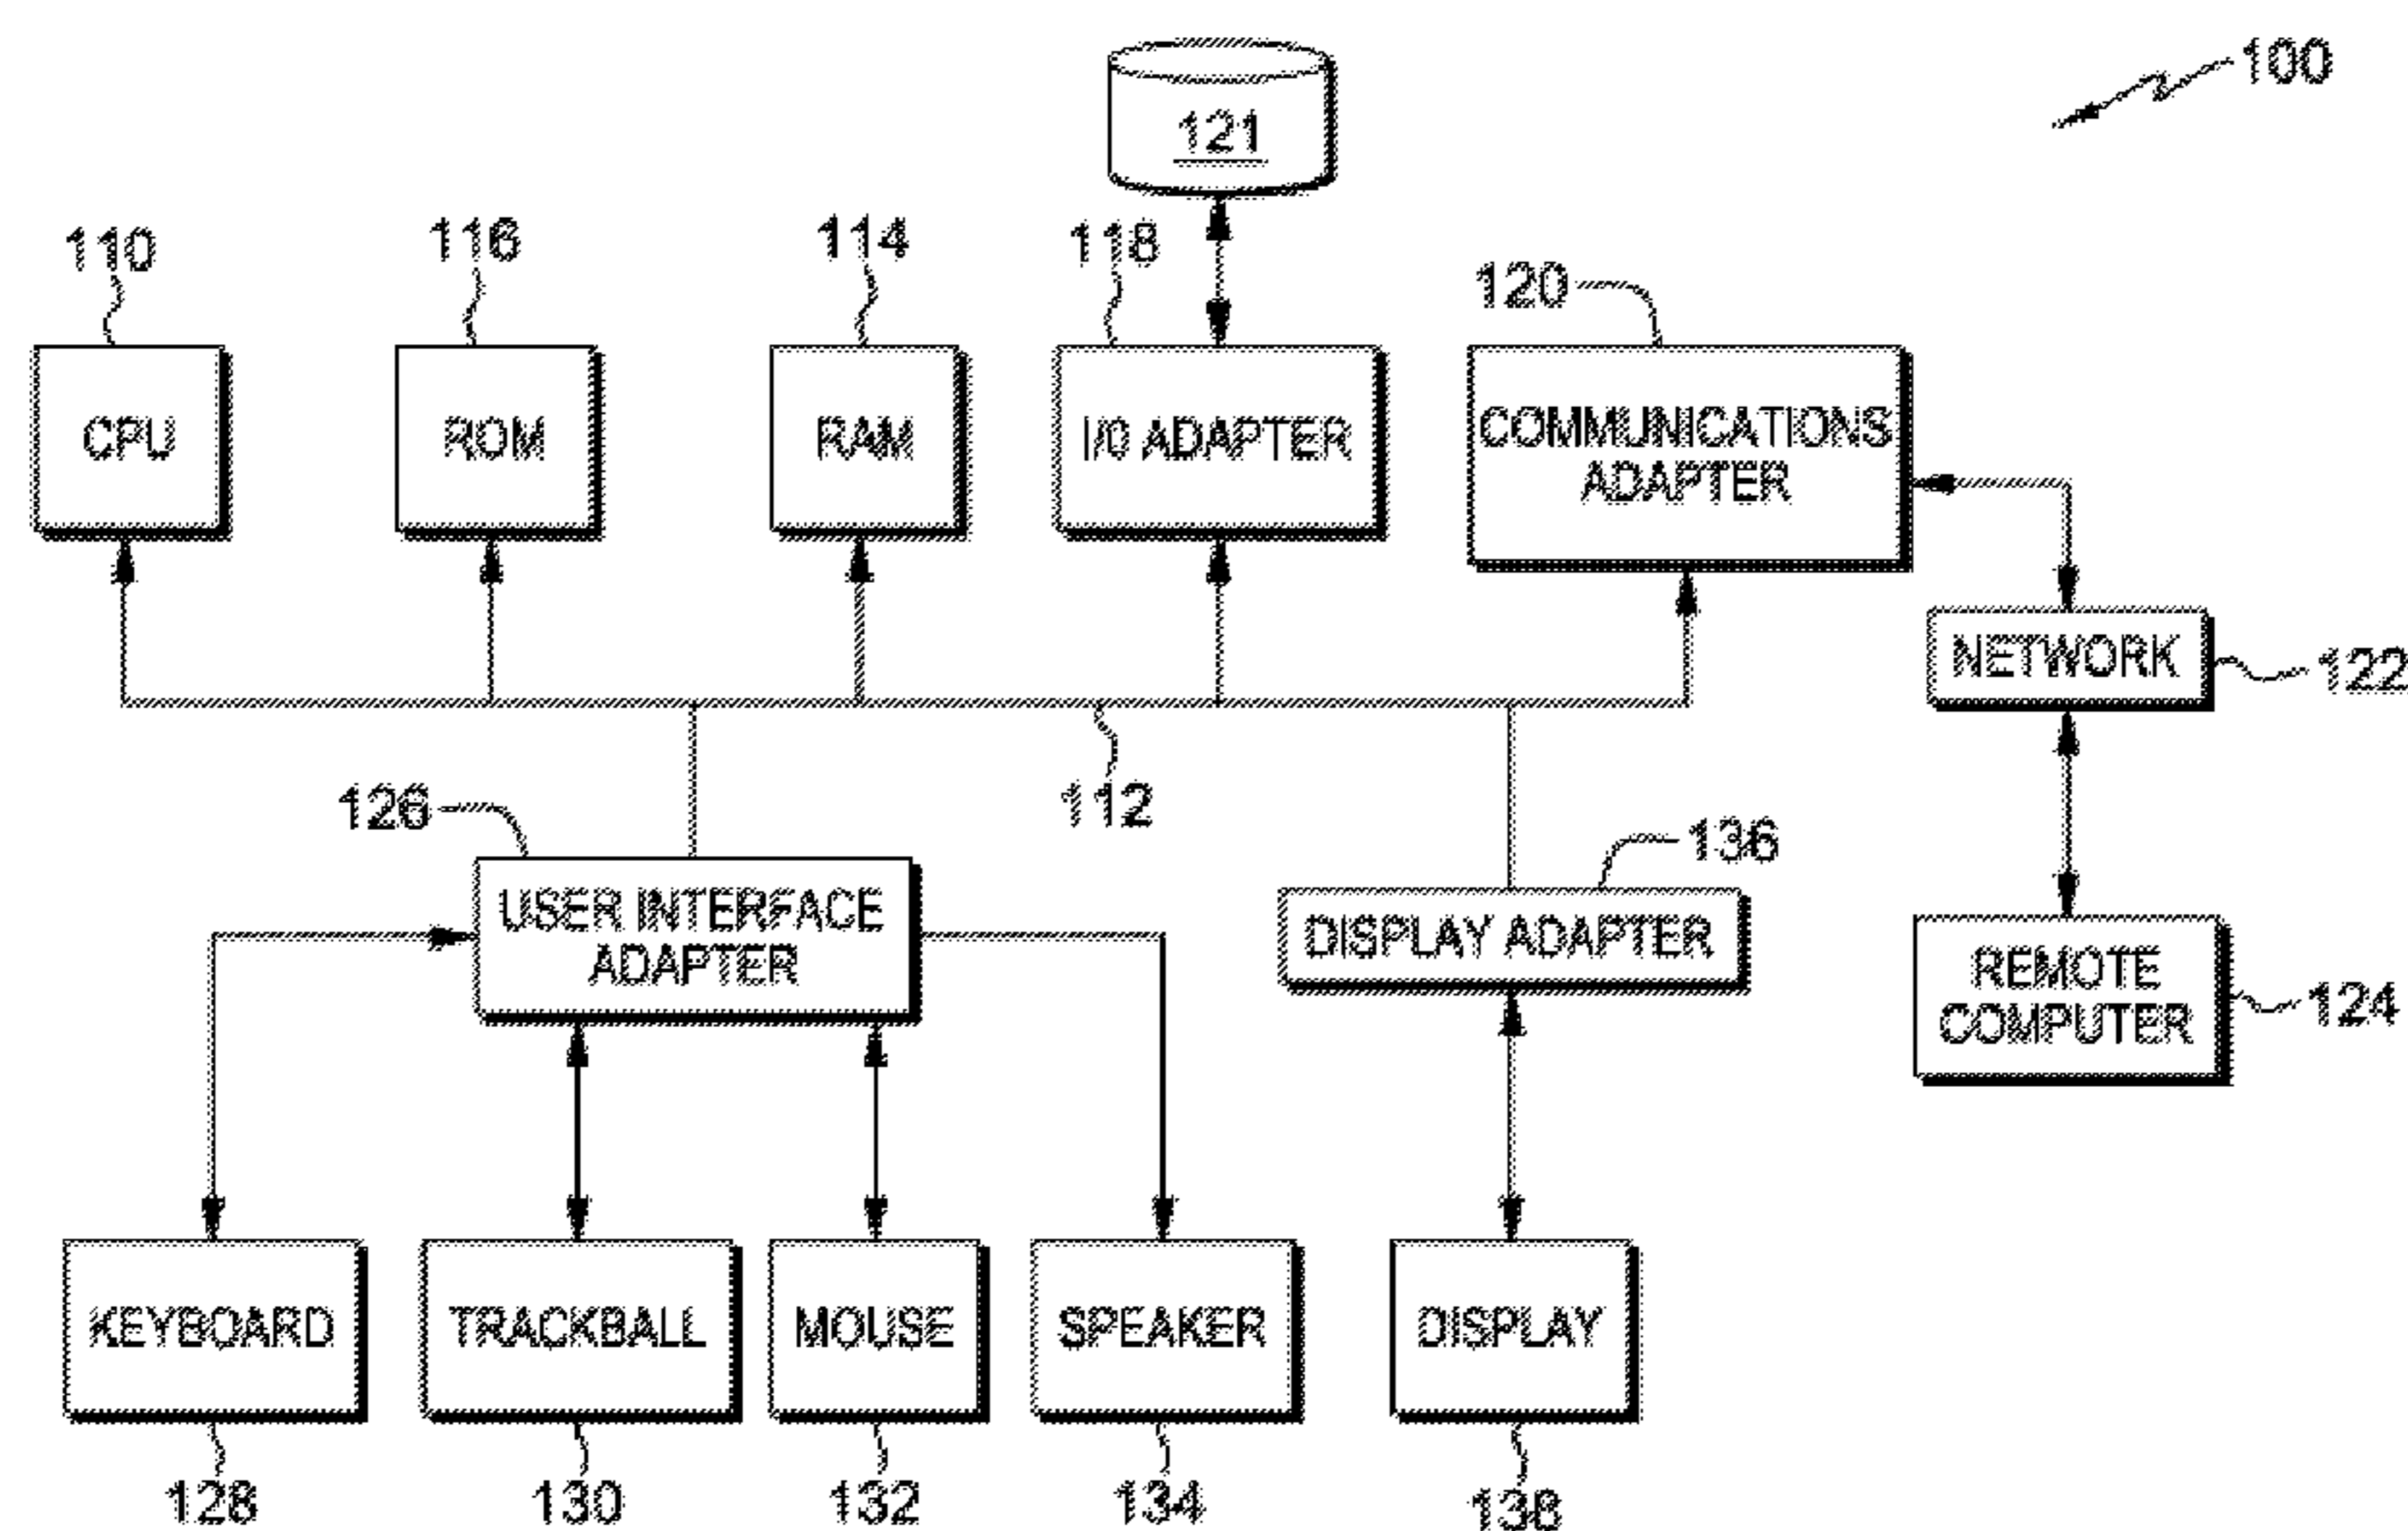 100
121
110
116
114
118
120
CPU
ROM
RAM
I/O ADAPTER
COMMUNICATIONS
ADAPTER
NETWORK
122
112
126
136
USER INTERFACE
ADAPTER
DISPLAY ADAPTER
REMOTE
COMPUTER
124
KEYBOARD
TRACKBALL
MOUSE
SPEAKER
DISPLAY
128
130
132
134
138